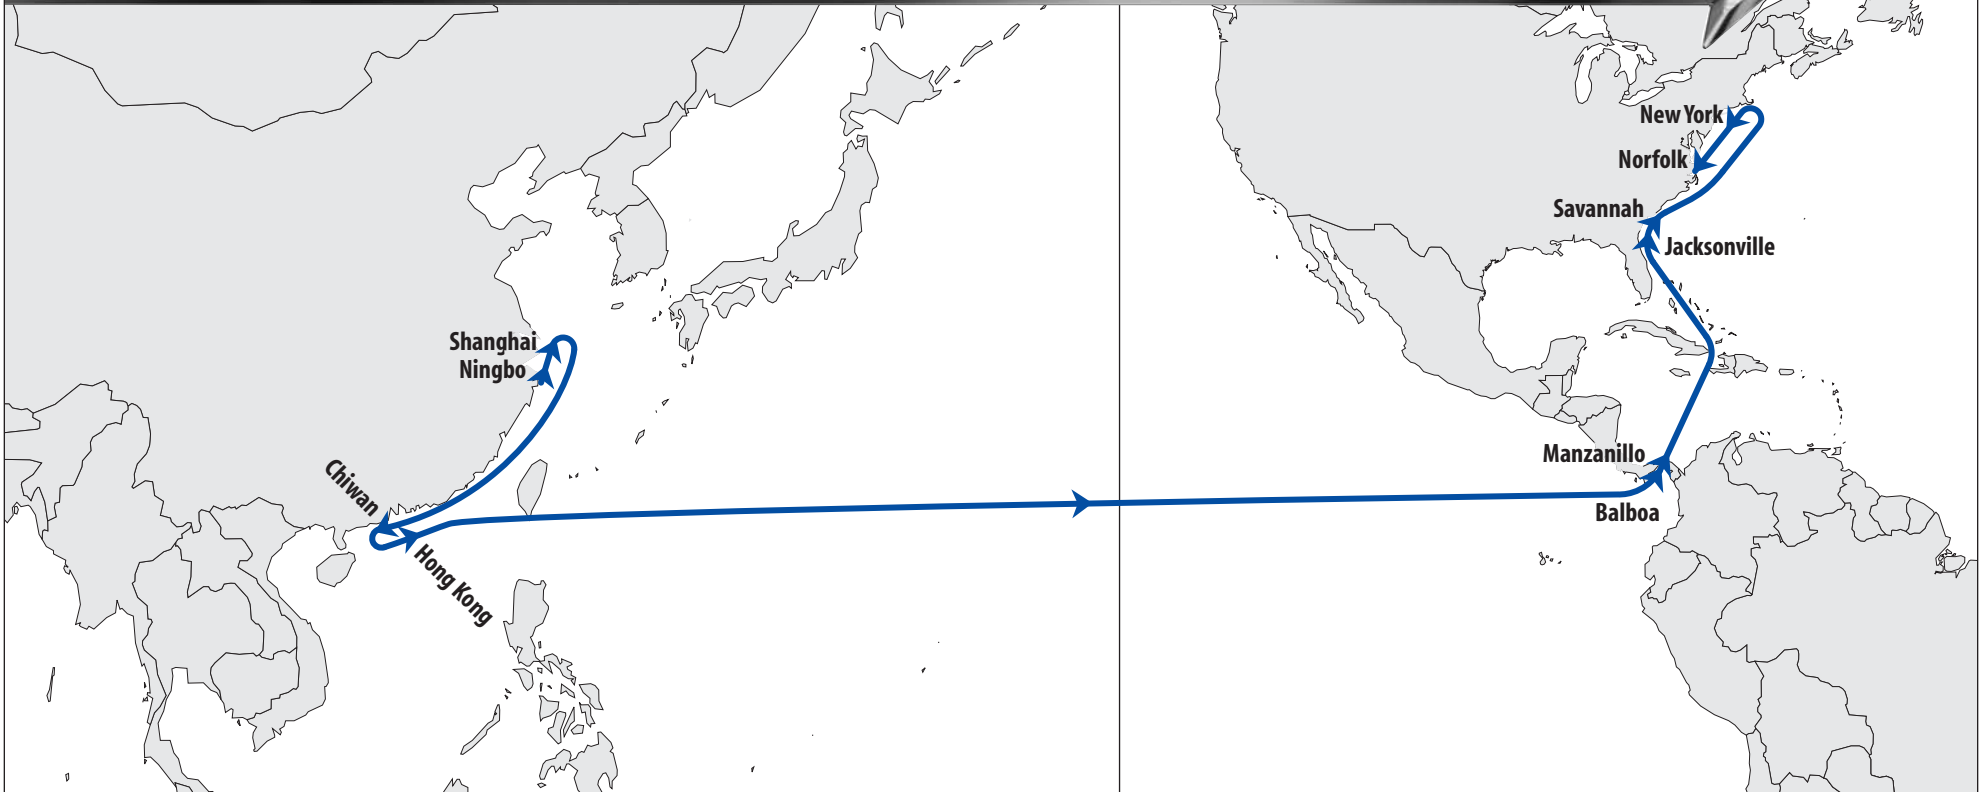 New York
Norfolk
Savannah
Jacksonville
Shanghai
Ningbo
Manzanillo
Chiwan
Balboa
Hong Kong